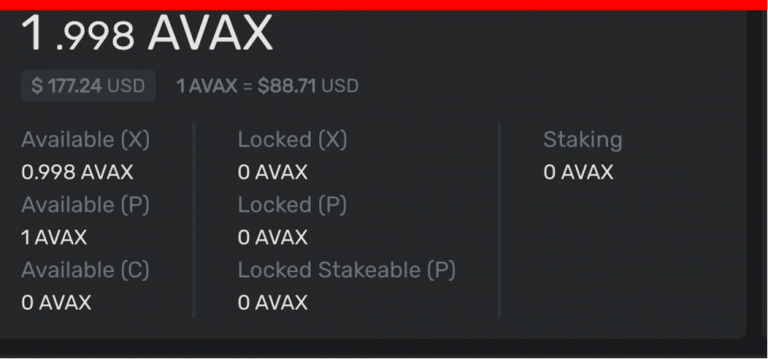 1.998 AVAX
$ 177.24 USD 1 AVAX = $88.71 USD
Available (X) Locked (X) Staking
0.998 AVAX 0 AVAX 0 AVAX
Available (P) Locked (P)
1 AVAX 0 AVAX
Available (C) Locked Stakeable (P)
0 AVAX 0 AVAX